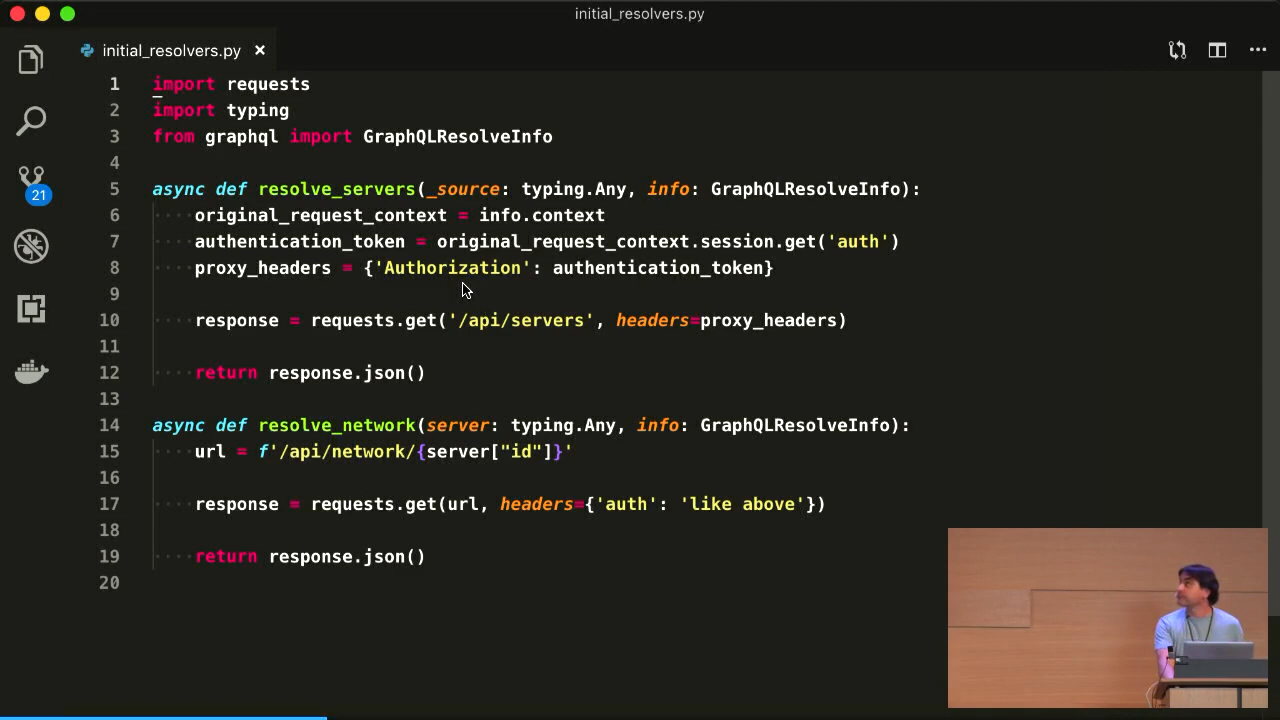 initial_resolvers.py
initial_resolvers.py ×
1 import requests
2 import typing
3 from graphql import GraphQLResolveInfo
4
5 async def resolve_servers(_source: typing.Any, info: GraphQLResolveInfo):
6 original_request_context = info.context
7 authentication_token = original_request_context.session.get('auth')
8 proxy_headers = {'Authorization': authentication_token}
9
10 response = requests.get('/api/servers', headers=proxy_headers)
11
12 return response.json()
13
14 async def resolve_network(server: typing.Any, info: GraphQLResolveInfo):
15 url = f'/api/network/{server["id"]}'
16
17 response = requests.get(url, headers={'auth': 'like above'})
18
19 return response.json()
20
21